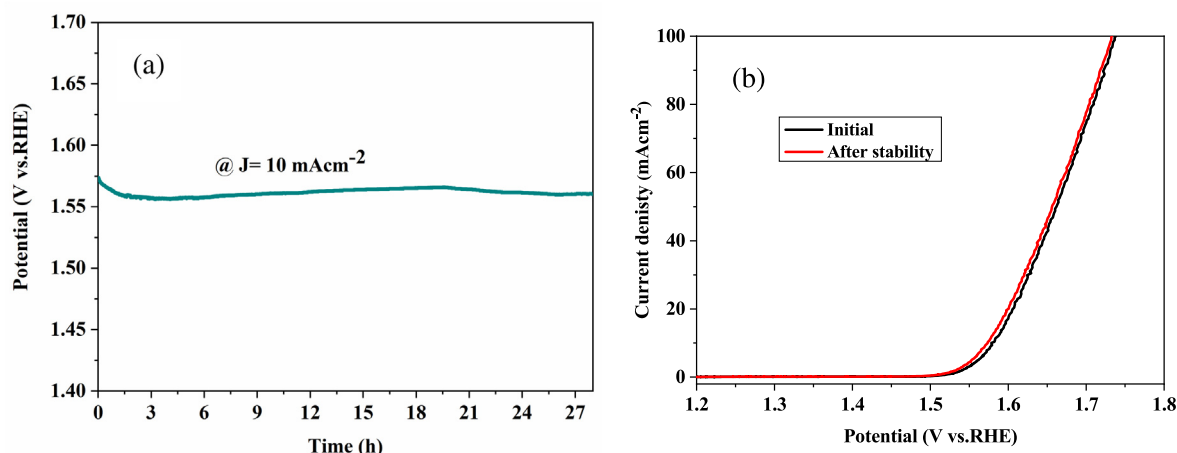 (a)
@ J= 10 mAcm-2
Potential (V vs.RHE)
1.70
1.65
1.60
1.55
1.50
1.45
1.40
0 3 6 9 12 15 18 21 24 27
Time (h)
(b)
Initial
After stability
Current denisty (mAcm-2)
100
80
60
40
20
0
1.2 1.3 1.4 1.5 1.6 1.7 1.8
Potential (V vs.RHE)